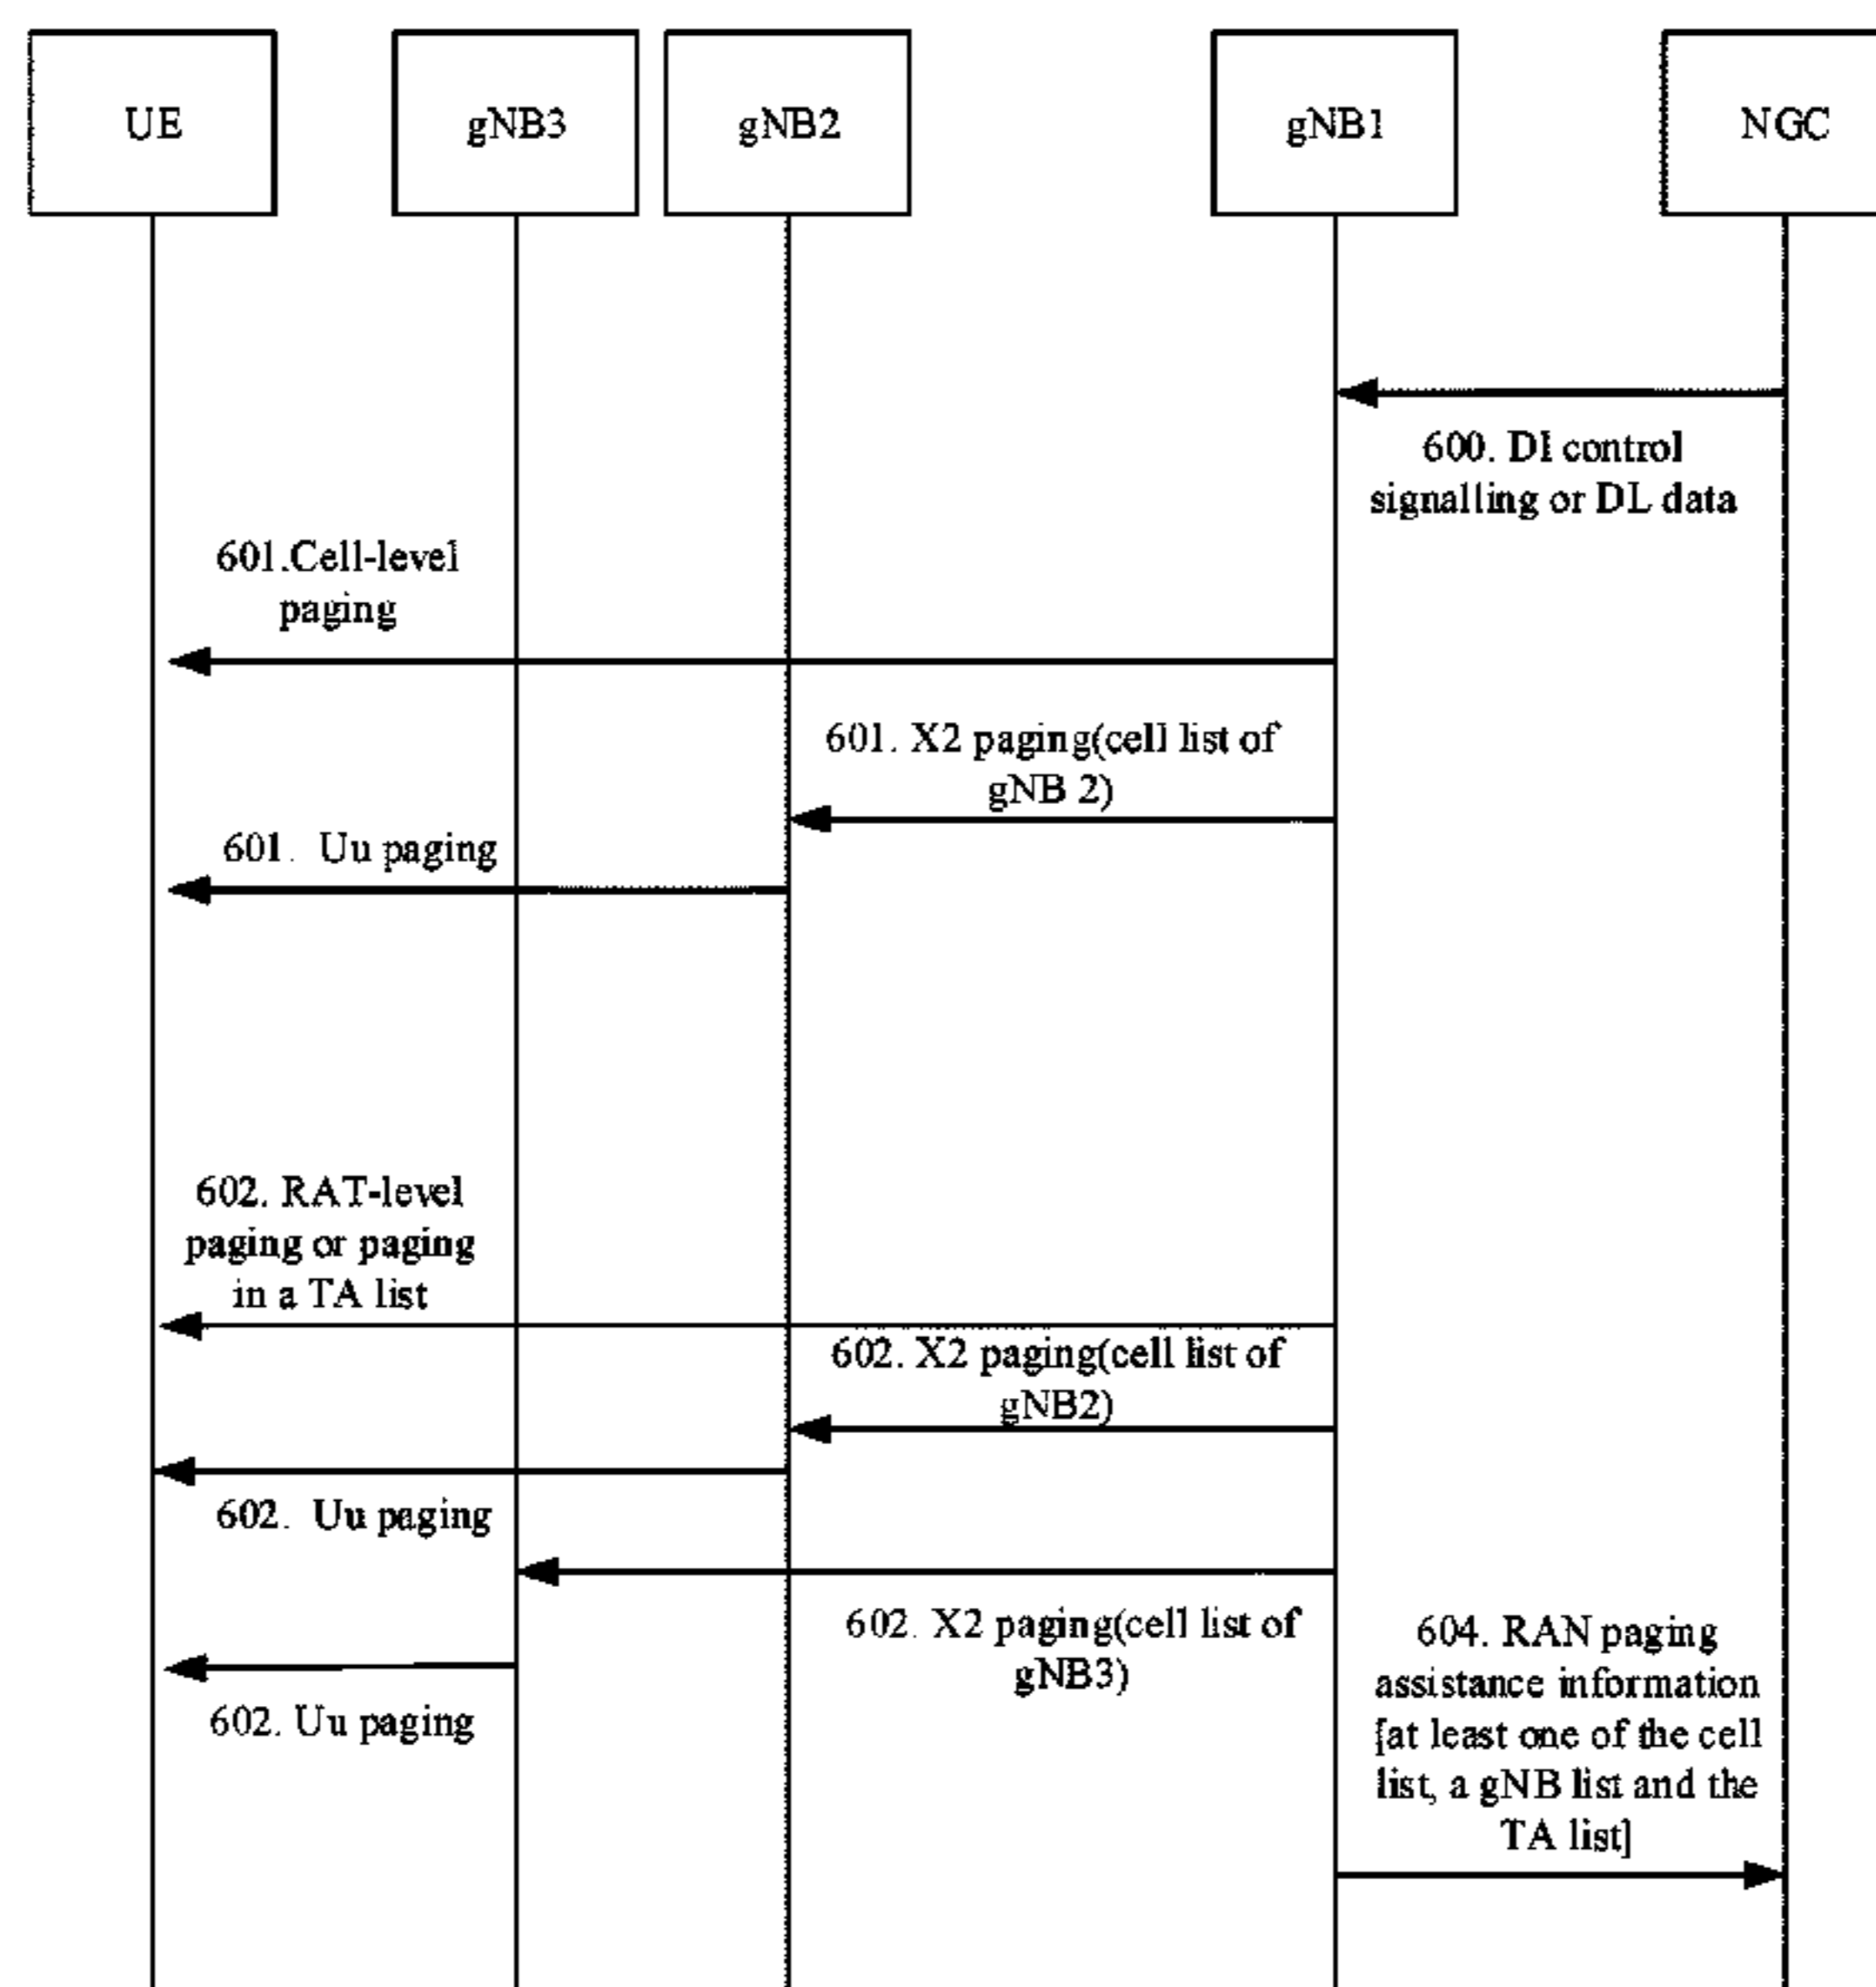 UE
gNB3
gNB2
gNB1
NGC
600. DI control
signalling or DL data
601.Cell-level
paging
601. X2 paging(cell list of
gNB 2)
601. Uu paging
602. RAT-level
paging or paging
in a TA list
602. X2 paging(cell list of
gNB2)
602. Uu paging
602. X2 paging(cell list of
gNB3)
602. Uu paging
604. RAN paging
assistance information
[at least one of the cell
list, a gNB list and the
TA list]